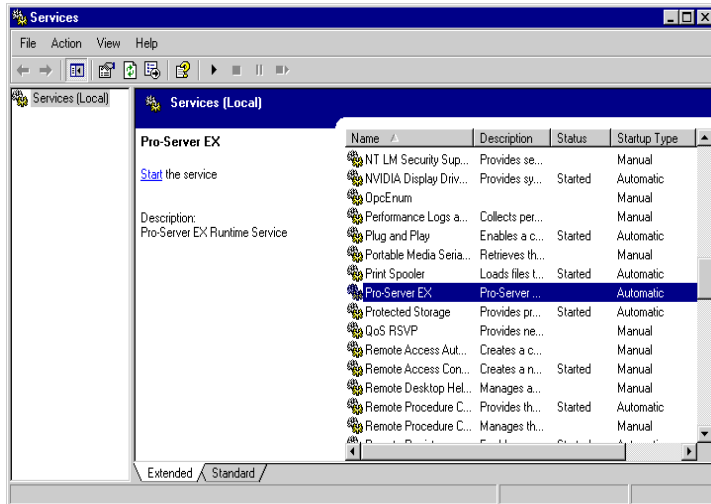 Services
File Action View Help
Services (Local)
Services (Local)
Pro-Server EX
Start the service
Description:
Pro-Server EX Runtime Service
Name Description Status Startup Type
NT LM Security Sup... Provides se... Manual
NVIDIA Display Driv... Provides sy... Started Automatic
OpcEnum Manual
Performance Logs a... Collects per... Manual
Plug and Play Enables a c... Started Automatic
Portable Media Seria... Retrieves th... Manual
Print Spooler Loads files t... Started Automatic
Pro-Server EX Pro-Server ... Automatic
Protected Storage Provides pr... Started Automatic
QoS RSVP Provides ne... Manual
Remote Access Aut... Creates a c... Manual
Remote Access Con... Creates a n... Started Manual
Remote Desktop Hel... Manages a... Manual
Remote Procedure C... Provides th... Started Automatic
Remote Procedure C... Manages th... Manual
Extended Standard